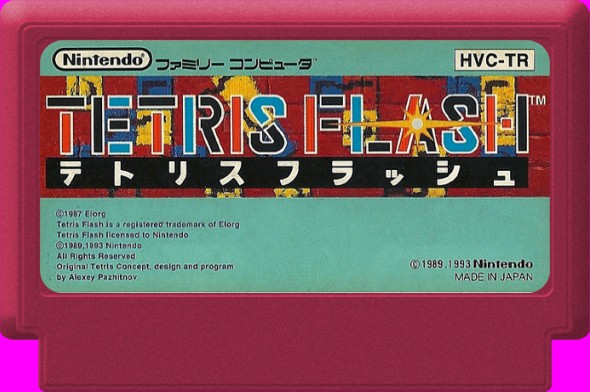 Nintendo ファミリー コンピュータ™ HVC-TR
TETRIS FLASH™
テトリスフラッシュ
©1987 Elorg
Tetris Flash is a registered trademark of Elorg
Tetris Flash licensed to Nintendo
©1989,1993 Nintendo
All Rights Reserved
Original Tetris Concept, design and program
by Alexey Pazhitnov
©1989,1993 Nintendo
MADE IN JAPAN